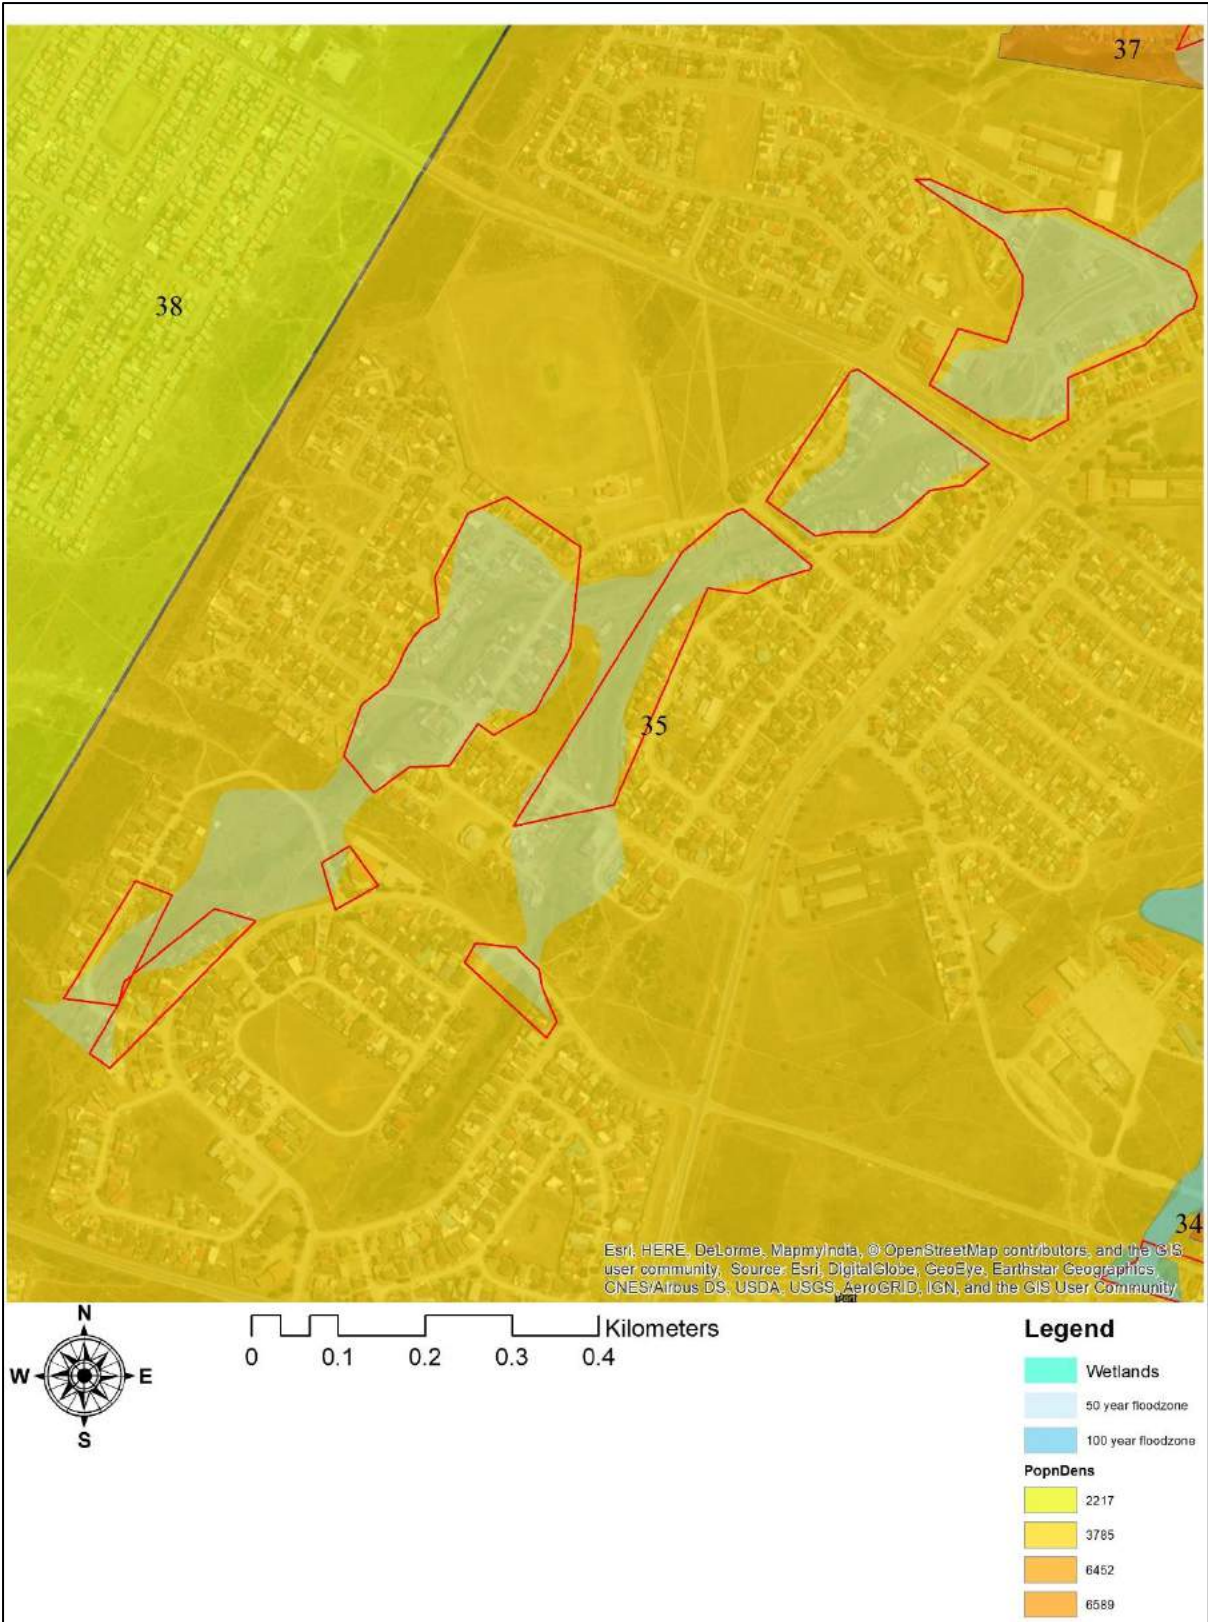 37
38
35
34
Esri, HERE, DeLorme, MapmyIndia, © OpenStreetMap contributors, and the GIS
user community, Source: Esri, DigitalGlobe, GeoEye, Earthstar Geographics,
CNES/Airbus DS, USDA, USGS, AeroGRID, IGN, and the GIS User Community
N
W E
S
Kilometers
0 0.1 0.2 0.3 0.4
Legend
Wetlands
50 year floodzone
100 year floodzone
PopnDens
2217
3785
6452
6589